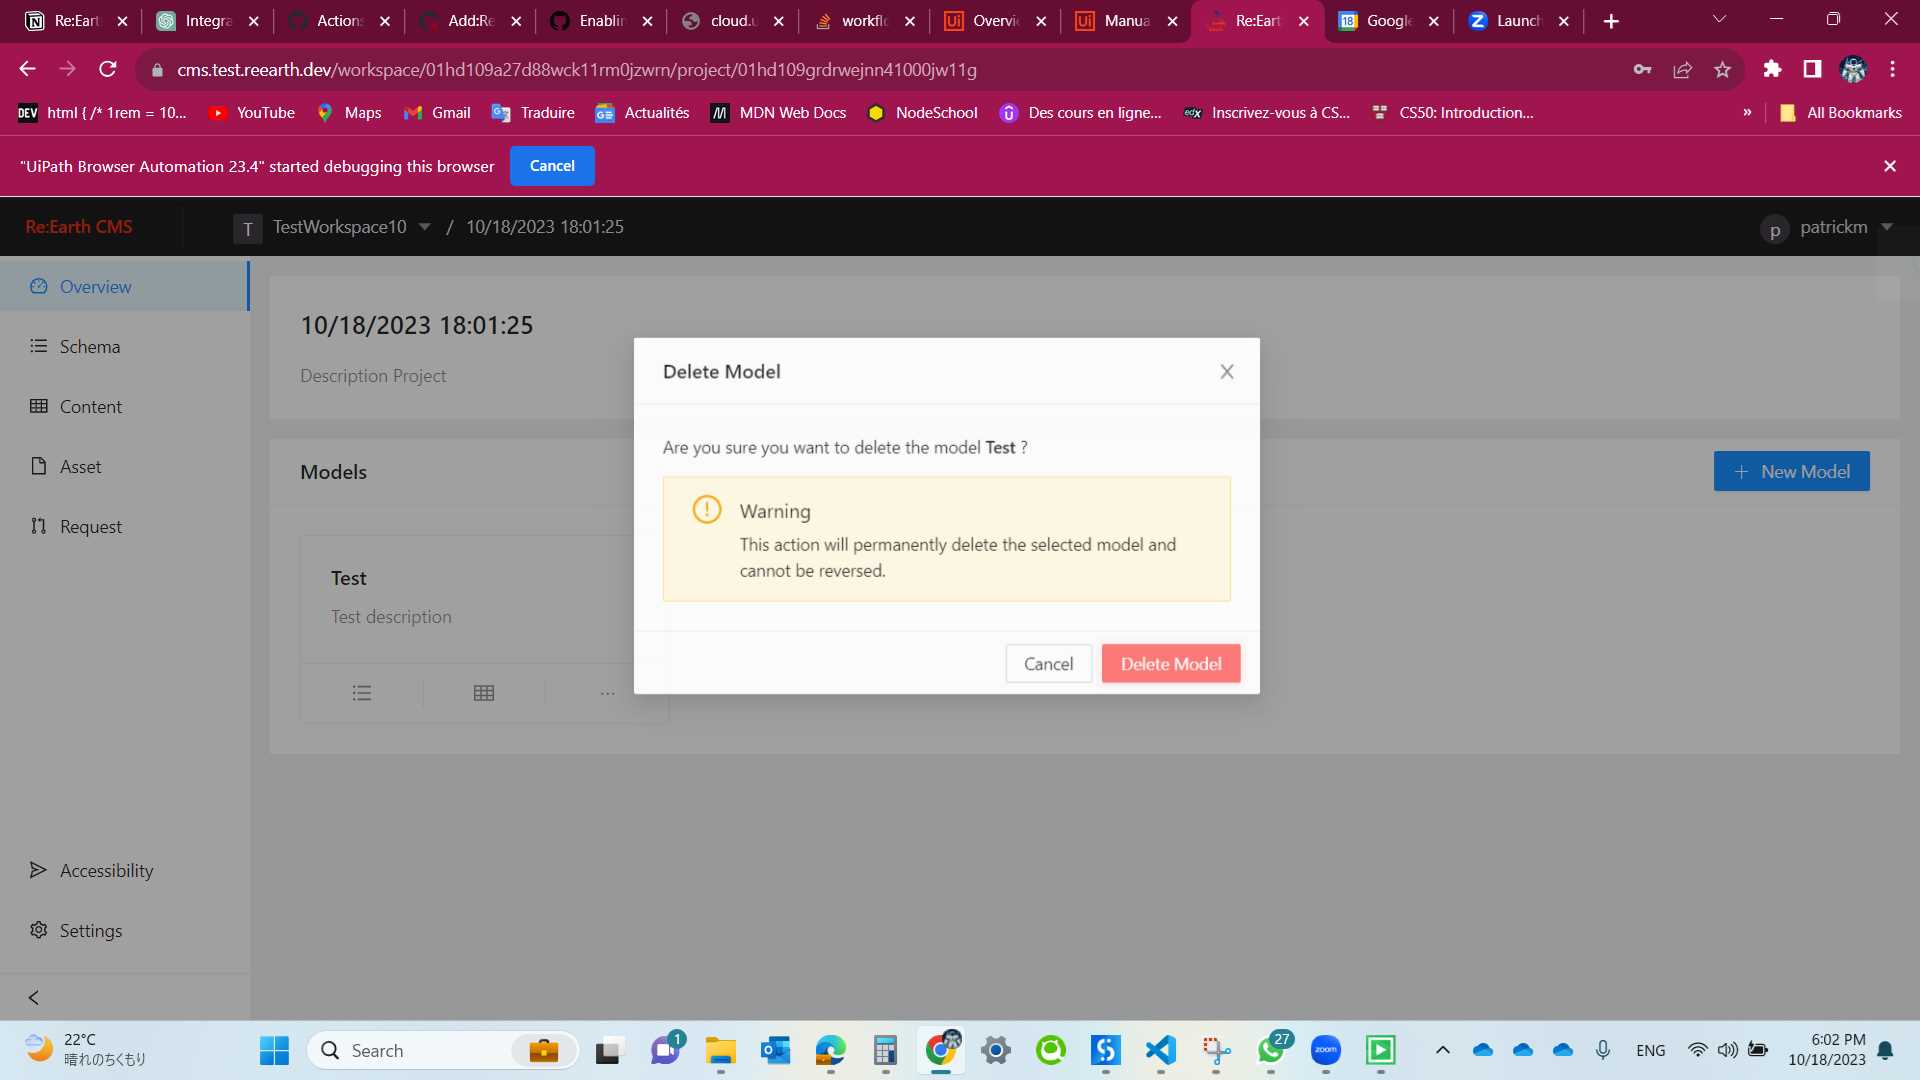 Re:Eart
Integra
Actions
Add:Re
Enablin
cloud.u
workflo
Overvie
Manua
Re:Eart
Google
Launch
cms.test.reearth.dev/workspace/01hd109a27d88wck11rm0jzwrn/project/01hd109grdrwejnn41000jw11g
DEV html { /* 1rem = 10...
YouTube
Maps
Gmail
Traduire
Actualités
MDN Web Docs
NodeSchool
Des cours en ligne...
edX Inscrivez-vous à CS...
CS50: Introduction...
»
All Bookmarks
"UiPath Browser Automation 23.4" started debugging this browser
Cancel
Re:Earth CMS
T TestWorkspace10 / 10/18/2023 18:01:25
p patrickm
Overview
Schema
Content
Asset
Request
Accessibility
Settings
10/18/2023 18:01:25
Description Project
Models
+ New Model
Test
Test description
Delete Model
Are you sure you want to delete the model Test ?
Warning
This action will permanently delete the selected model and
cannot be reversed.
Cancel
Delete Model
22°C
晴れのちくもり
Search
1
27
zoom
ENG
6:02 PM
10/18/2023